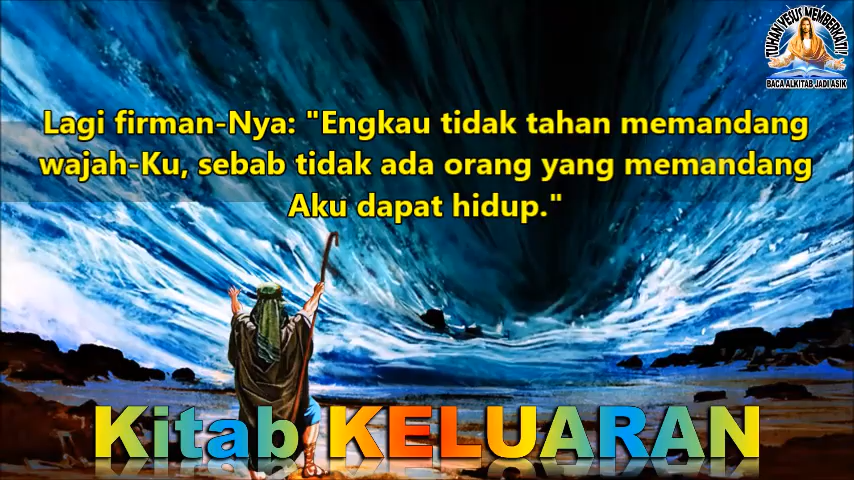 TUHAN YESUS MEMBERKATI!
BACA ALKITAB JADI ASIK
Lagi firman-Nya: "Engkau tidak tahan memandang
wajah-Ku, sebab tidak ada orang yang memandang
Aku dapat hidup."
Kitab KELUARAN